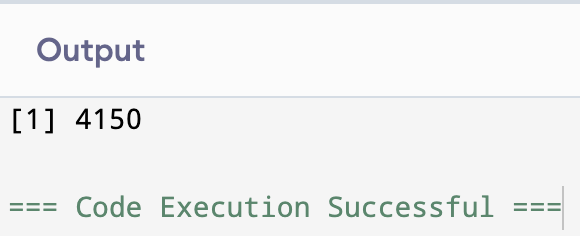 Output
[1] 4150
=== Code Execution Successful ===